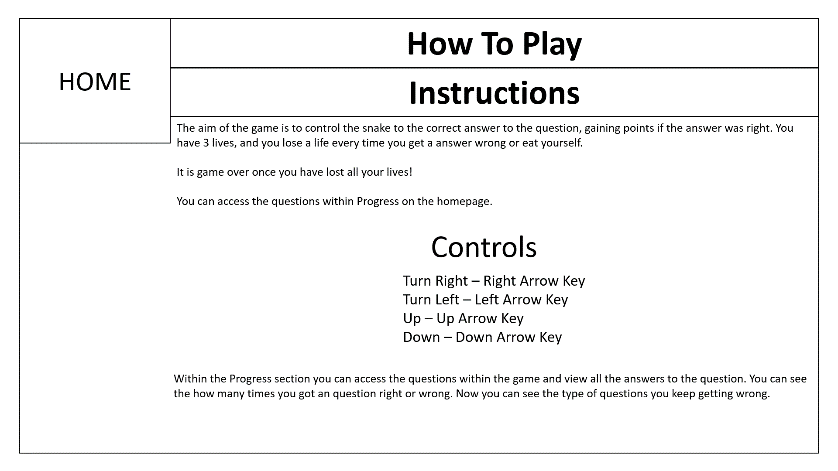 How To Play
HOME
Instructions
The aim of the game is to control the snake to the correct answer to the question, gaining points if the answer was right. You
have 3 lives, and you lose a life every time you get a answer wrong or eat yourself.
It is game over once you have lost all your lives!
You can access the questions within Progress on the homepage.
Controls
Turn Right – Right Arrow Key
Turn Left – Left Arrow Key
Up – Up Arrow Key
Down – Down Arrow Key
Within the Progress section you can access the questions within the game and view all the answers to the question. You can see
the how many times you got an question right or wrong. Now you can see the type of questions you keep getting wrong.